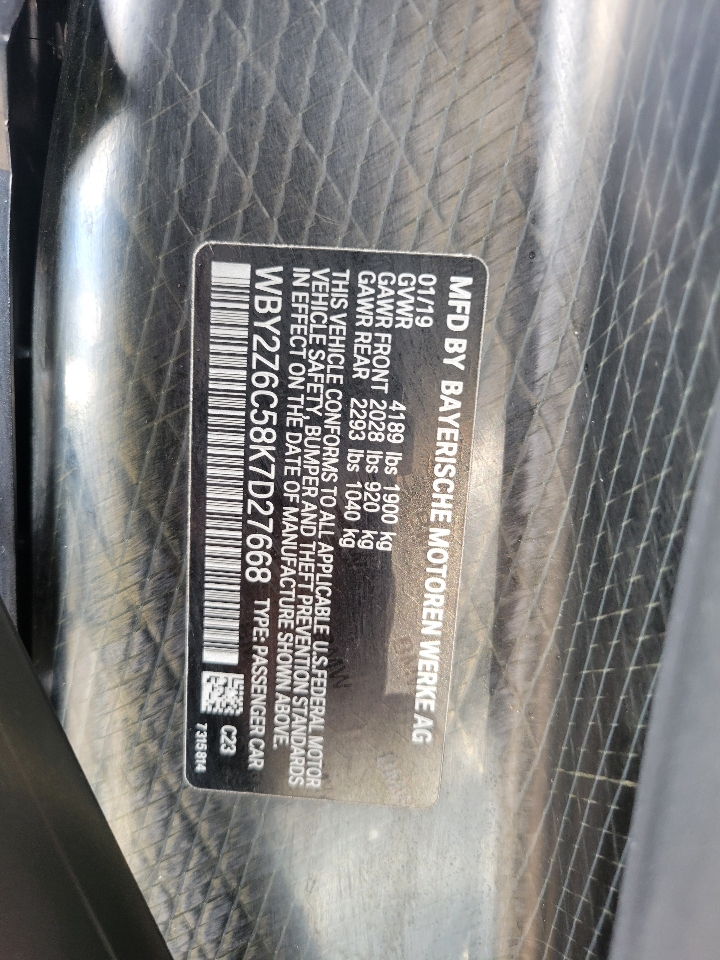 MFD BY BAYERISCHE MOTOREN WERKE AG
01/19
GVWR 4189 lbs 1900 kg
GAWR FRONT 2028 lbs 920 kg
GAWR REAR 2293 lbs 1040 kg
THIS VEHICLE CONFORMS TO ALL APPLICABLE U.S.FEDERAL MOTOR
VEHICLE SAFETY, BUMPER AND THEFT PREVENTION STANDARDS
IN EFFECT ON THE DATE OF MANUFACTURE SHOWN ABOVE.
WBY2Z6C58K7D27668 TYPE: PASSENGER CAR
C23
7315814